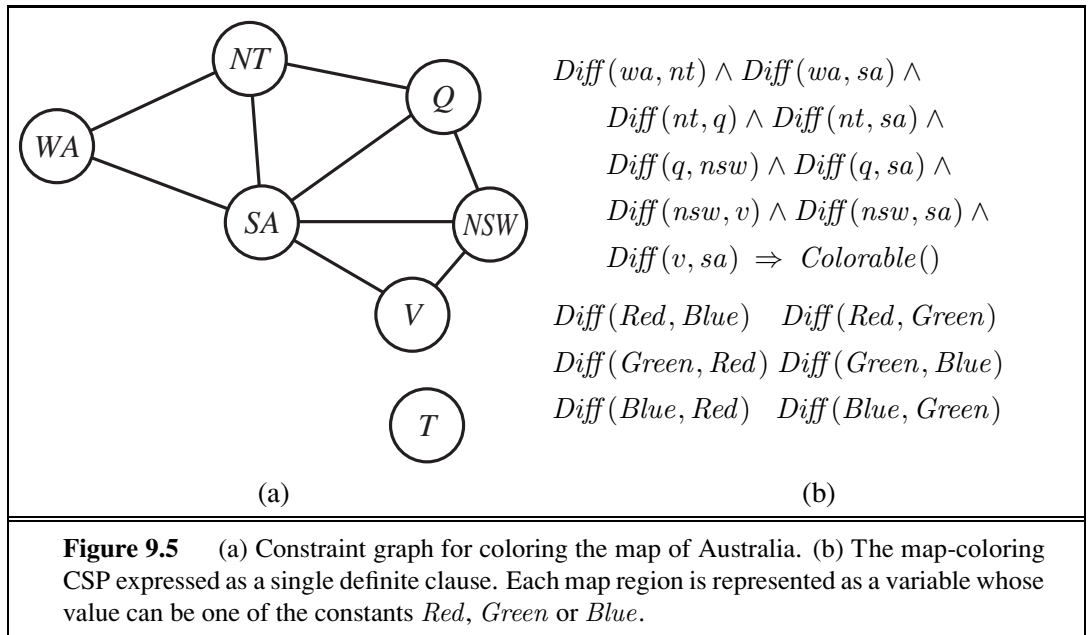 NT
Q
WA
SA
NSW
V
T
(a)
Diff(wa, nt) ∧ Diff(wa, sa) ∧
Diff(nt, q) ∧ Diff(nt, sa) ∧
Diff(q, nsw) ∧ Diff(q, sa) ∧
Diff(nsw, v) ∧ Diff(nsw, sa) ∧
Diff(v, sa) ⇒ Colorable()
Diff(Red, Blue) Diff(Red, Green)
Diff(Green, Red) Diff(Green, Blue)
Diff(Blue, Red) Diff(Blue, Green)
(b)
Figure 9.5 (a) Constraint graph for coloring the map of Australia. (b) The map-coloring
CSP expressed as a single definite clause. Each map region is represented as a variable whose
value can be one of the constants Red, Green or Blue.